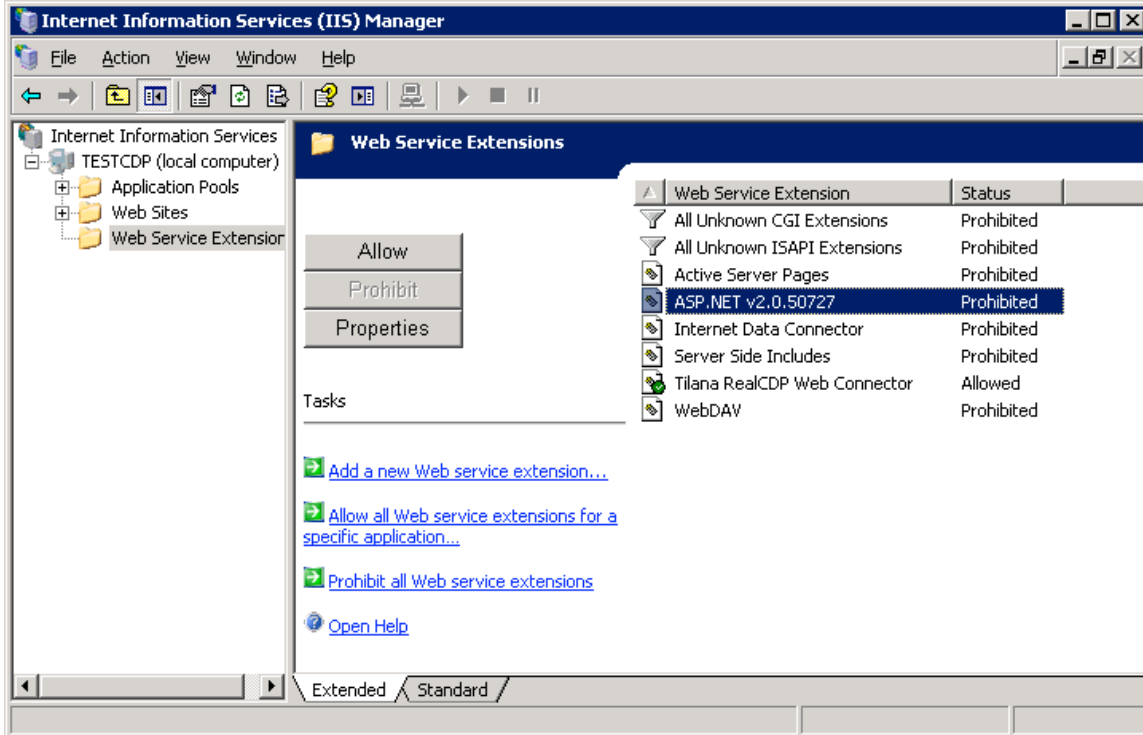 Internet Information Services (IIS) Manager
File Action View Window Help
Internet Information Services
TESTCDP (local computer)
Application Pools
Web Sites
Web Service Extension
Web Service Extensions
Allow
Prohibit
Properties
Tasks
Add a new Web service extension...
Allow all Web service extensions for a
specific application...
Prohibit all Web service extensions
Open Help
Web Service Extension Status
All Unknown CGI Extensions Prohibited
All Unknown ISAPI Extensions Prohibited
Active Server Pages Prohibited
ASP.NET v2.0.50727 Prohibited
Internet Data Connector Prohibited
Server Side Includes Prohibited
Tilana RealCDP Web Connector Allowed
WebDAV Prohibited
Extended Standard